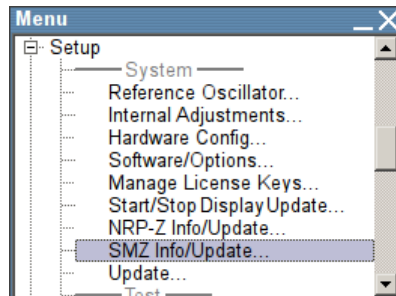 Menu
Setup
System
Reference Oscillator...
Internal Adjustments...
Hardware Config...
Software/Options...
Manage License Keys...
Start/Stop Display Update...
NRP-Z Info/Update...
SMZ Info/Update...
Update...
Test